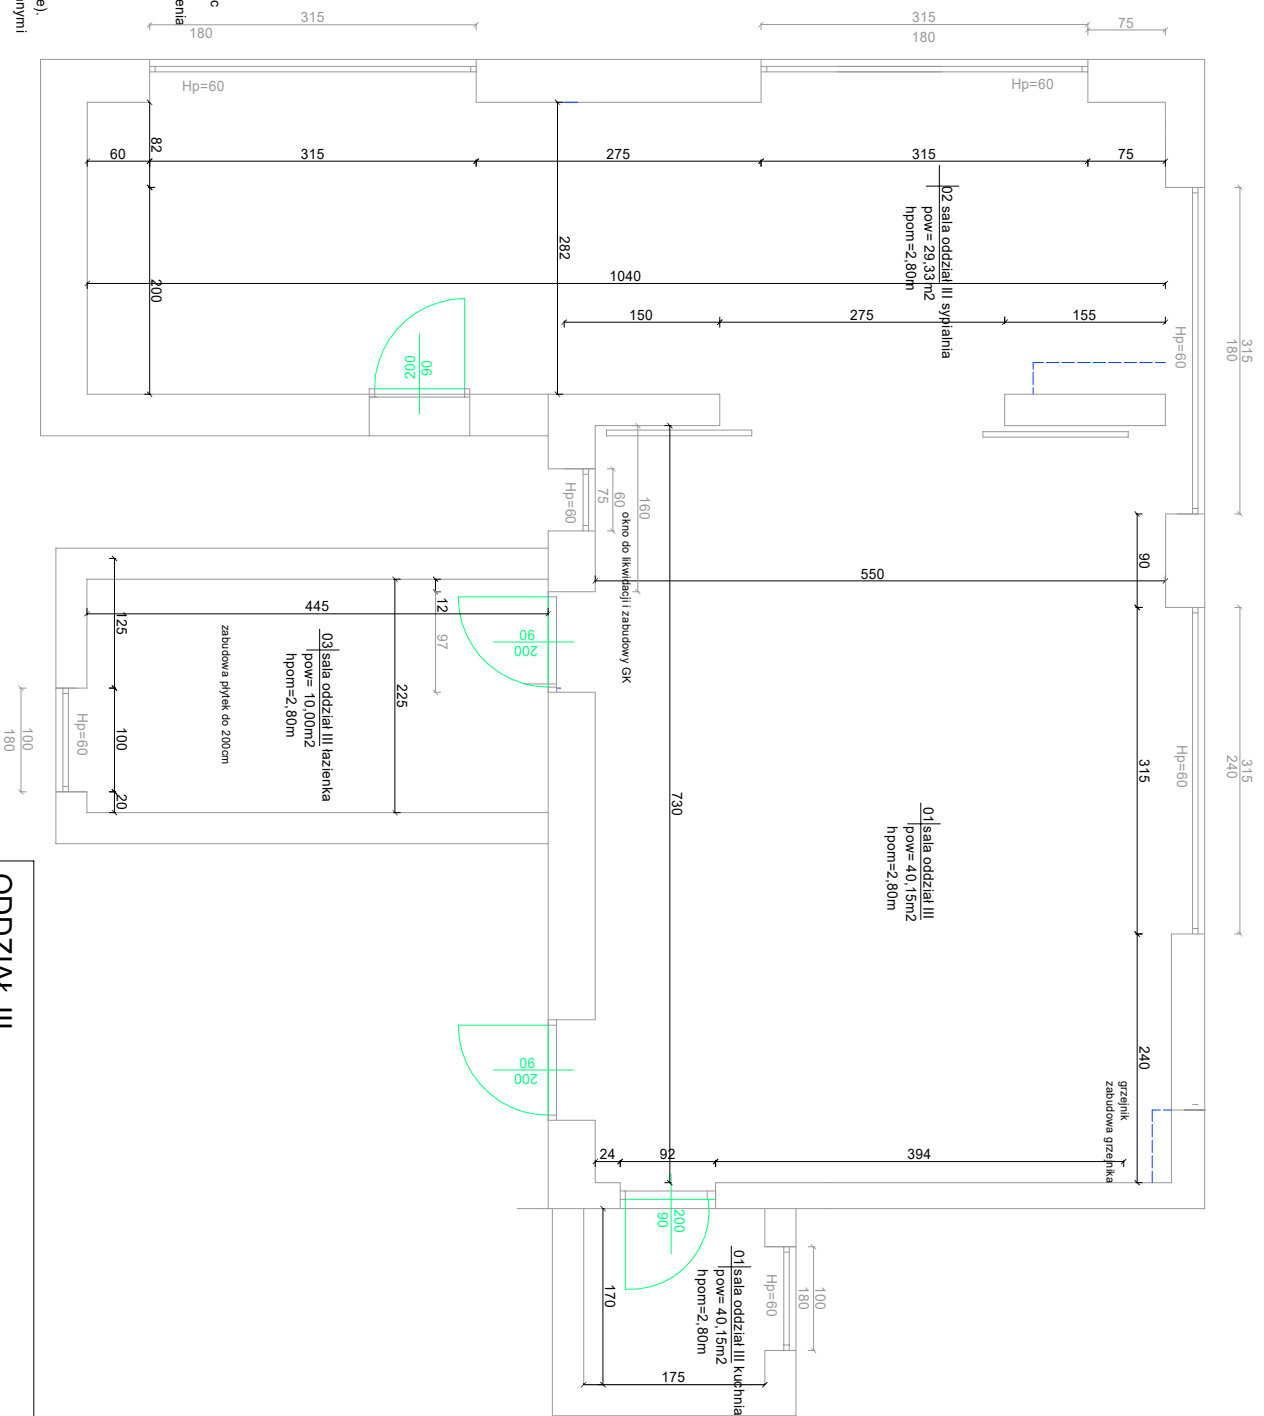 315
180
315
180
75
Hp=60
Hp=60
60
82
315
275
315
75
02 sala oddział III sypialnia
pow= 29,33m2
hpom=2,80m
282
200
1040
150
275
155
Hp=60
315
180
90
200
160
60
75
Hp=60
okno do likwidacji i zabudowy GK
90
550
445
12
97
90
200
125
225
03 sala oddział III łazienka
pow= 10,00m2
hpom=2,80m
zabudowa płytek do 200cm
100
20
Hp=60
100
180
730
315
Hp=60
315
240
01 sala oddział III
pow= 40,15m2
hpom=2,80m
240
90
200
grzejnik
zabudowa grzejnika
24
92
394
200
90
01 sala oddział III kuchnia
pow= 40,15m2
hpom=2,80m
170
175
Hp=60
100
180
ODDZIAŁ III